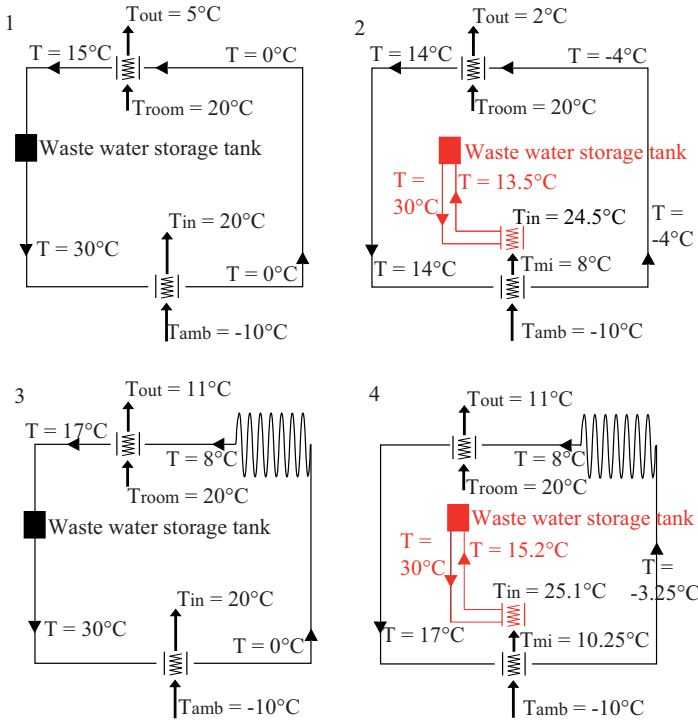 1
Tout = 5°C
T = 15°C
T = 0°C
Troom = 20°C
Waste water storage tank
Tin = 20°C
T = 30°C
T = 0°C
Tamb = -10°C
2
Tout = 2°C
T = 14°C
T = -4°C
Troom = 20°C
Waste water storage tank
T =
30°C
T = 13.5°C
Tin = 24.5°C
T =
-4°C
T = 14°C
Tmi = 8°C
Tamb = -10°C
3
Tout = 11°C
T = 17°C
T = 8°C
Troom = 20°C
Waste water storage tank
Tin = 20°C
T = 30°C
T = 0°C
Tamb = -10°C
4
Tout = 11°C
T = 8°C
Troom = 20°C
Waste water storage tank
T =
30°C
T = 15.2°C
T =
-3.25°C
Tin = 25.1°C
T = 17°C
Tmi = 10.25°C
Tamb = -10°C